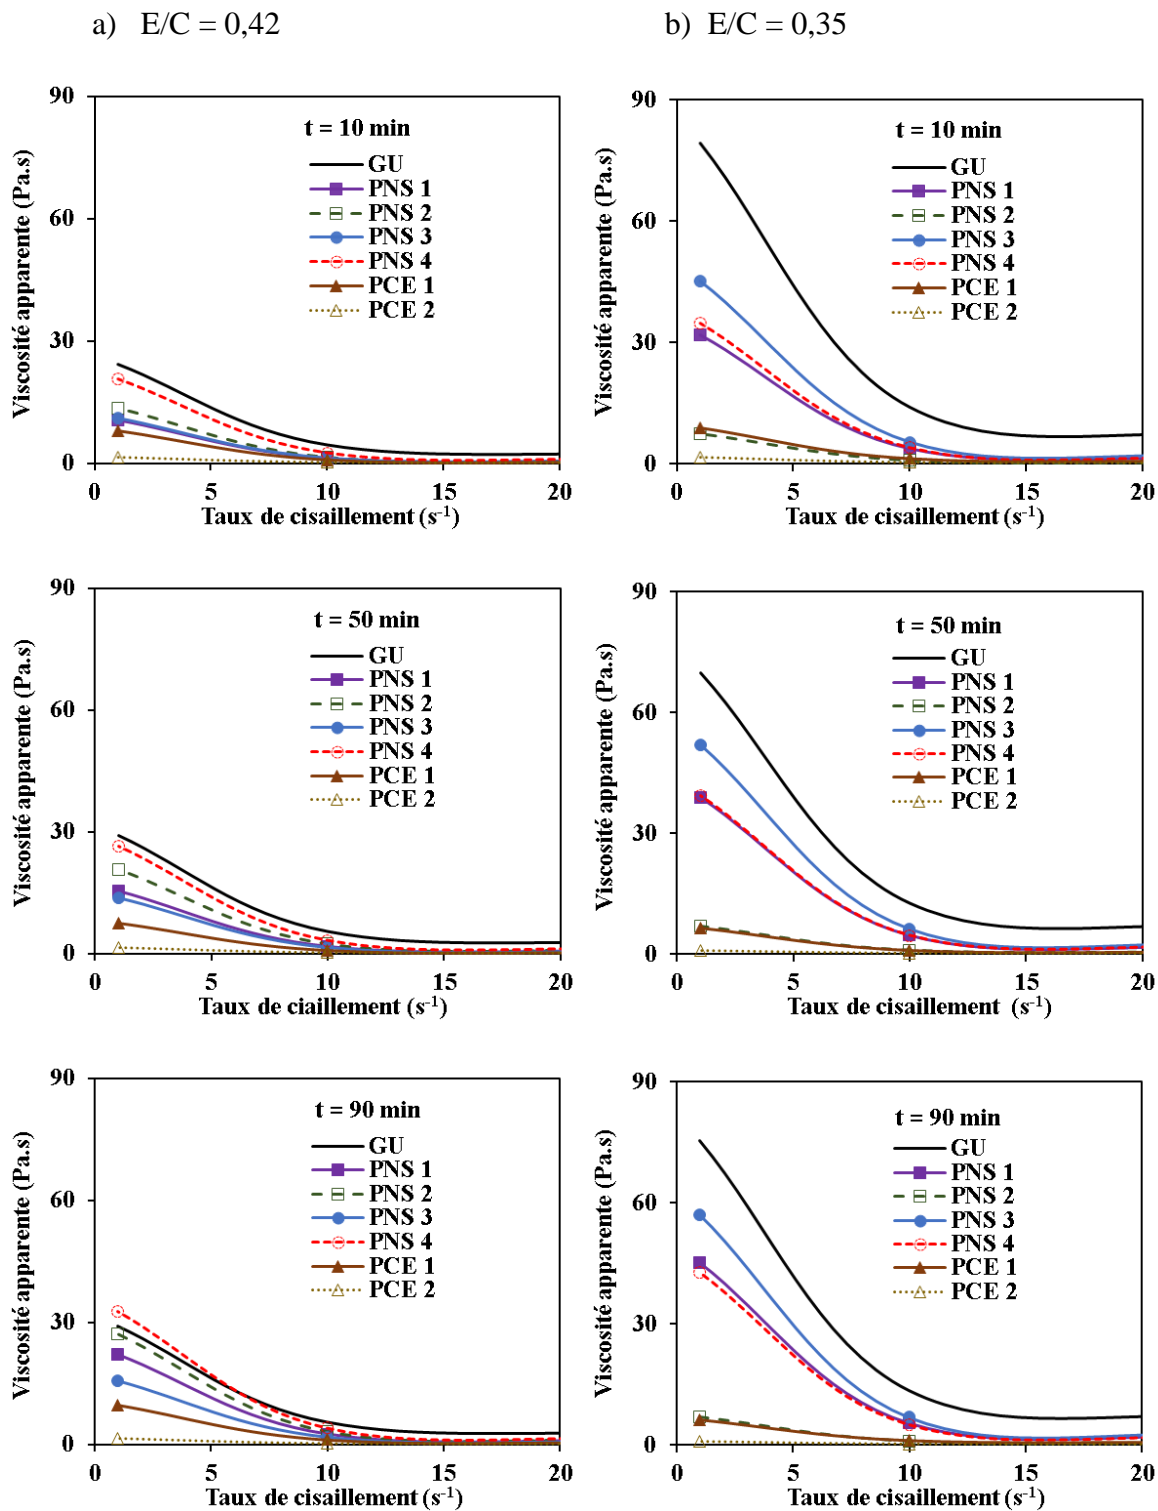 a) E/C = 0,42
b) E/C = 0,35
Viscosité apparente (Pa.s)
90
60
30
0
0 5 10 15 20
Taux de cisaillement (s⁻¹)
t = 10 min
GU
PNS 1
PNS 2
PNS 3
PNS 4
PCE 1
PCE 2
Viscosité apparente (Pa.s)
90
60
30
0
0 5 10 15 20
Taux de cisaillement (s⁻¹)
t = 10 min
GU
PNS 1
PNS 2
PNS 3
PNS 4
PCE 1
PCE 2
Viscosité apparente (Pa.s)
90
60
30
0
0 5 10 15 20
Taux de ciaillement (s⁻¹)
t = 50 min
GU
PNS 1
PNS 2
PNS 3
PNS 4
PCE 1
PCE 2
Viscosité apparente (Pa.s)
90
60
30
0
0 5 10 15 20
Taux de cisaillement (s⁻¹)
t = 50 min
GU
PNS 1
PNS 2
PNS 3
PNS 4
PCE 1
PCE 2
Viscosité apparente (Pa.s)
90
60
30
0
0 5 10 15 20
Taux de cisaillement (s⁻¹)
t = 90 min
GU
PNS 1
PNS 2
PNS 3
PNS 4
PCE 1
PCE 2
Viscosité apparente (Pa.s)
90
60
30
0
0 5 10 15 20
Taux de cisaillement (s⁻¹)
t = 90 min
GU
PNS 1
PNS 2
PNS 3
PNS 4
PCE 1
PCE 2